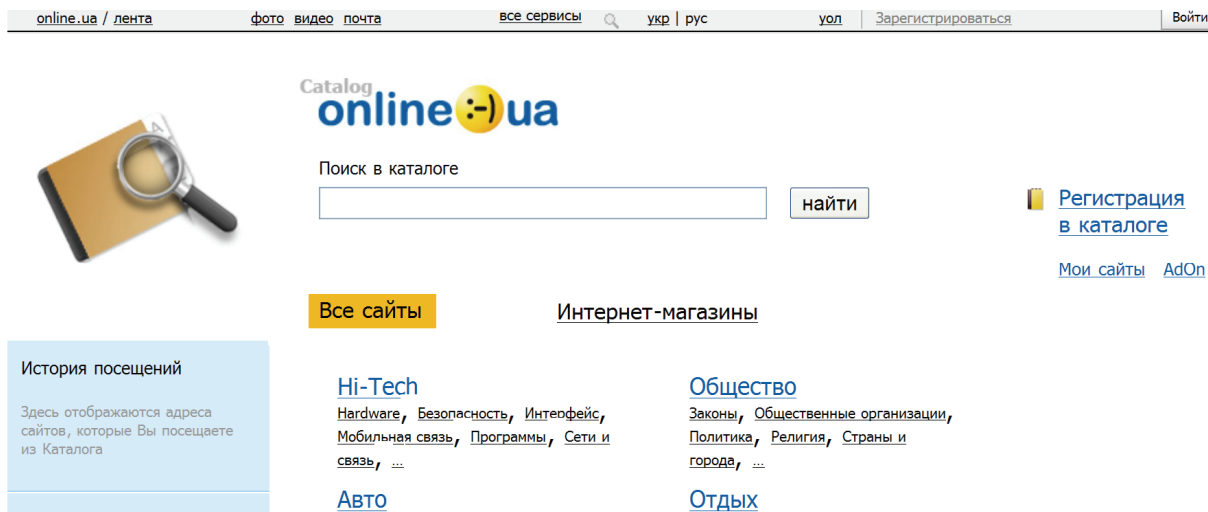 online.ua / лента фото видео почта все сервисы укр | рус уол Зарегистрироваться Войти
Catalog
online :-) ua
Поиск в каталоге
найти
Регистрация
в каталоге
Мои сайты AdOn
Все сайты Интернет-магазины
История посещений
Здесь отображаются адреса
сайтов, которые Вы посещаете
из Каталога
Hi-Tech
Hardware, Безопасность, Интерфейс,
Мобильная связь, Программы, Сети и
связь, ...
Общество
Законы, Общественные организации,
Политика, Религия, Страны и
города, ...
Авто
Отдых